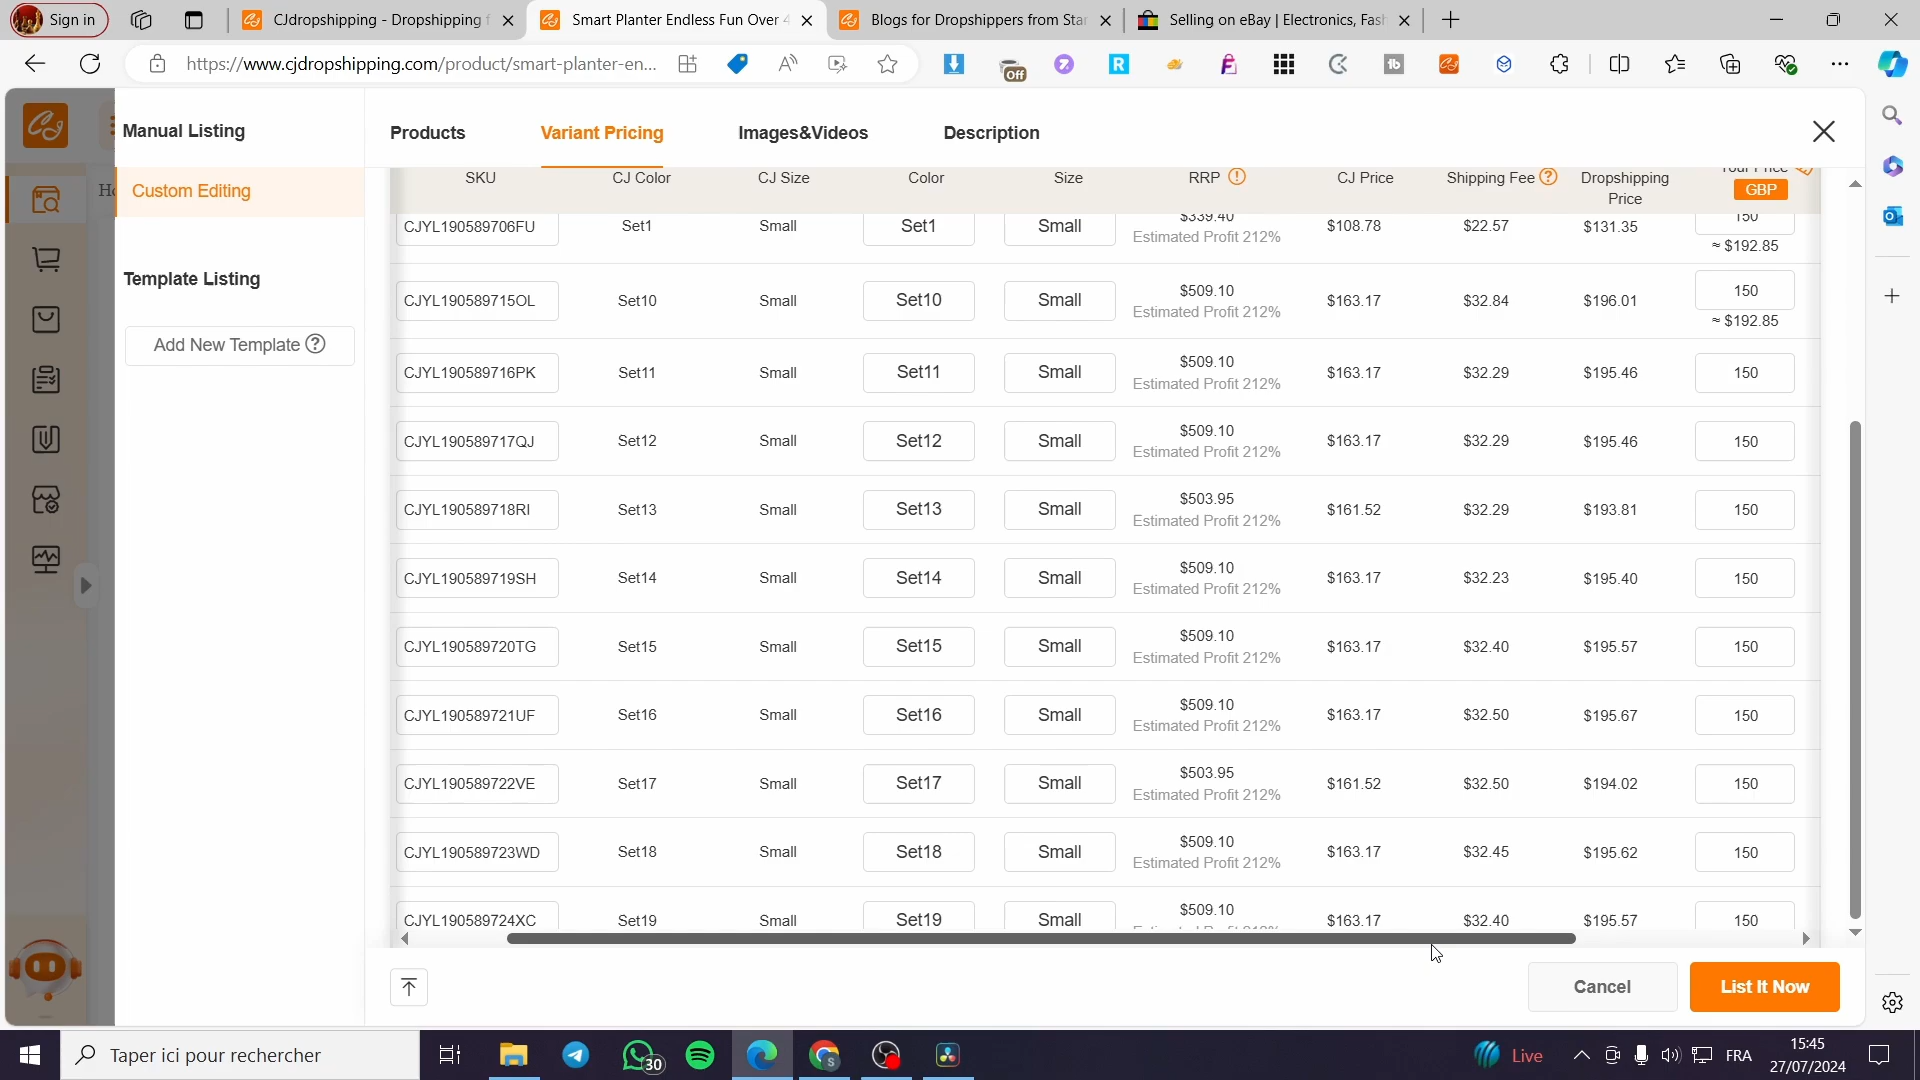 Sign in
CJdropshipping - Dropshipping f
Smart Planter Endless Fun Over 4
Blogs for Dropshippers from Star
Selling on eBay | Electronics, Fash
https://www.cjdropshipping.com/product/smart-planter-en...
Off
Manual Listing
Custom Editing
Template Listing
Add New Template
Products
Variant Pricing
Images&Videos
Description
SKU CJ Color CJ Size Color Size RRP CJ Price Shipping Fee Dropshipping Price Your Price GBP
CJYL190589706FU Set1 Small Set1 Small $339.40 $108.78 $22.57 $131.35 150
Estimated Profit 212% ≈ $192.85
CJYL190589715OL Set10 Small Set10 Small $509.10 $163.17 $32.84 $196.01 150
Estimated Profit 212% ≈ $192.85
CJYL190589716PK Set11 Small Set11 Small $509.10 $163.17 $32.29 $195.46 150
Estimated Profit 212%
CJYL190589717QJ Set12 Small Set12 Small $509.10 $163.17 $32.29 $195.46 150
Estimated Profit 212%
CJYL190589718RI Set13 Small Set13 Small $503.95 $161.52 $32.29 $193.81 150
Estimated Profit 212%
CJYL190589719SH Set14 Small Set14 Small $509.10 $163.17 $32.23 $195.40 150
Estimated Profit 212%
CJYL190589720TG Set15 Small Set15 Small $509.10 $163.17 $32.40 $195.57 150
Estimated Profit 212%
CJYL190589721UF Set16 Small Set16 Small $509.10 $163.17 $32.50 $195.67 150
Estimated Profit 212%
CJYL190589722VE Set17 Small Set17 Small $503.95 $161.52 $32.50 $194.02 150
Estimated Profit 212%
CJYL190589723WD Set18 Small Set18 Small $509.10 $163.17 $32.45 $195.62 150
Estimated Profit 212%
CJYL190589724XC Set19 Small Set19 Small $509.10 $163.17 $32.40 $195.57 150
Cancel
List It Now
Taper ici pour rechercher
30
Live
FRA
15:45
27/07/2024